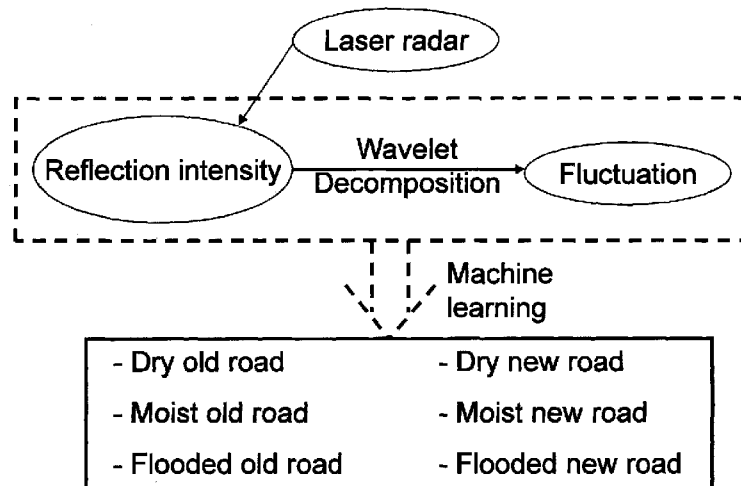 Laser radar
Reflection intensity
Wavelet
Decomposition
Fluctuation
Machine
learning
- Dry old road
- Dry new road
- Moist old road
- Moist new road
- Flooded old road
- Flooded new road